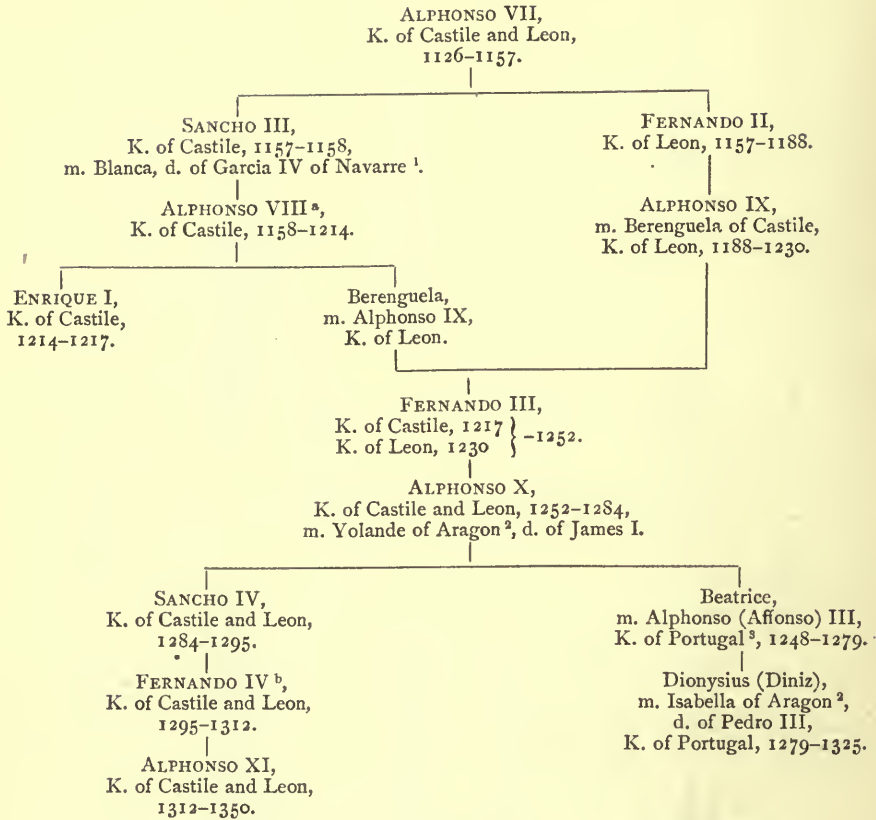 ALPHONSO VII,
K. of Castile and Leon,
1126–1157.
SANCHO III,
K. of Castile, 1157–1158,
m. Blanca, d. of Garcia IV of Navarre ¹.
FERNANDO II,
K. of Leon, 1157–1188.
ALPHONSO VIII ᵃ,
K. of Castile, 1158–1214.
ALPHONSO IX,
m. Berenguela of Castile,
K. of Leon, 1188–1230.
ENRIQUE I,
K. of Castile,
1214–1217.
Berenguela,
m. Alphonso IX,
K. of Leon.
FERNANDO III,
K. of Castile, 1217
K. of Leon, 1230 } –1252.
ALPHONSO X,
K. of Castile and Leon, 1252–1284,
m. Yolande of Aragon ², d. of James I.
SANCHO IV,
K. of Castile and Leon,
1284–1295.
FERNANDO IV ᵇ,
K. of Castile and Leon,
1295–1312.
ALPHONSO XI,
K. of Castile and Leon,
1312–1350.
Beatrice,
m. Alphonso (Affonso) III,
K. of Portugal ³, 1248–1279.
Dionysius (Diniz),
m. Isabella of Aragon ²,
d. of Pedro III,
K. of Portugal, 1279–1325.